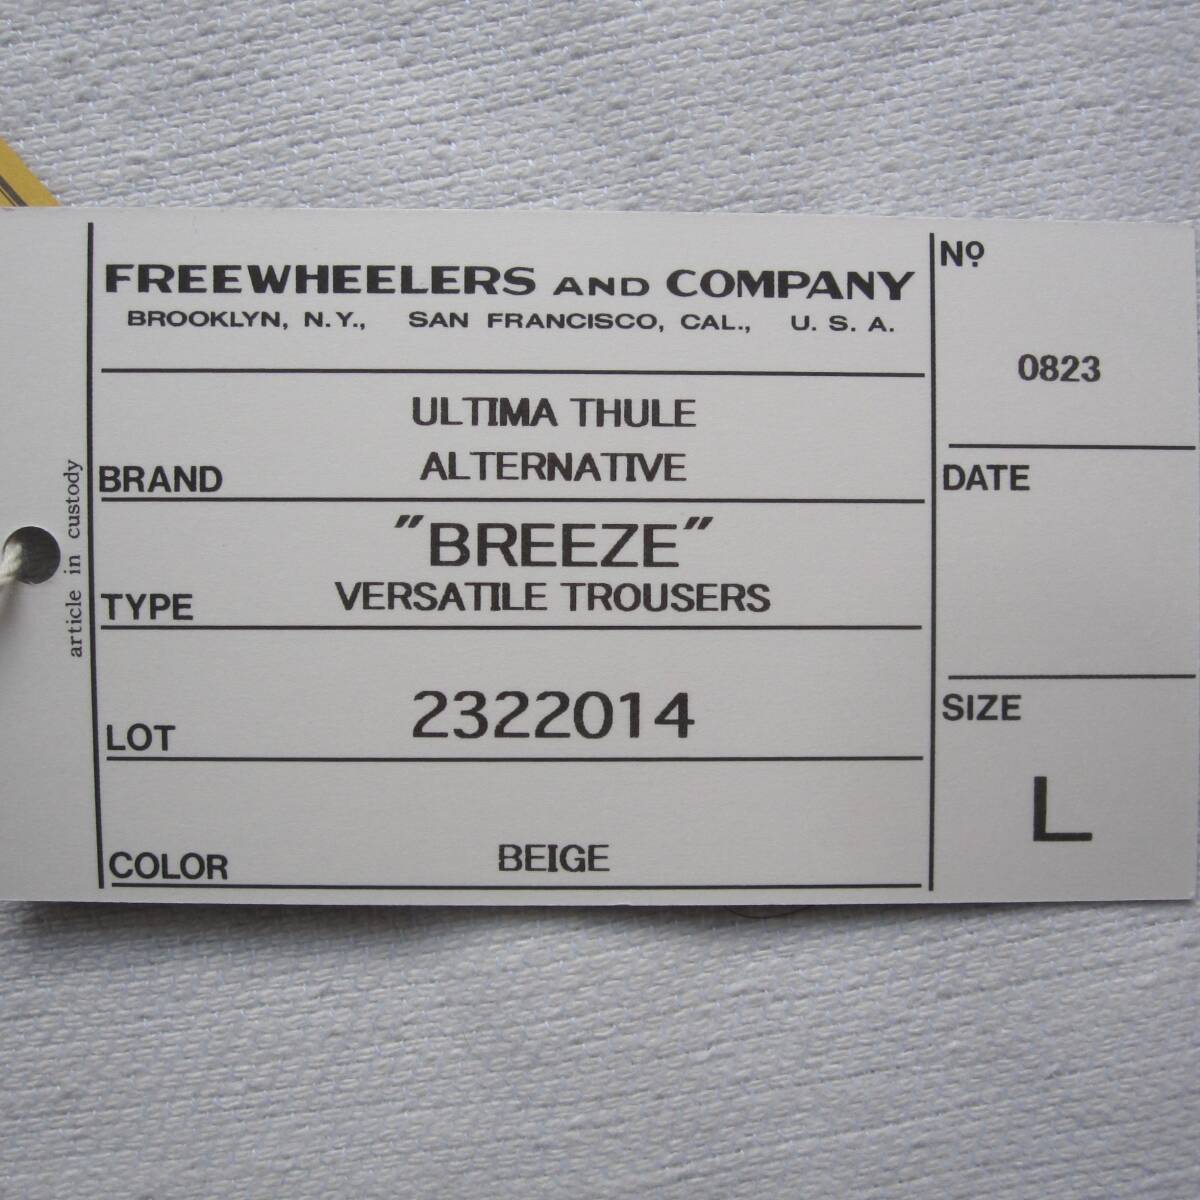 FREEWHEELERS AND COMPANY
BROOKLYN, N.Y., SAN FRANCISCO, CAL., U. S. A.
ULTIMA THULE
ALTERNATIVE
BRAND
"BREEZE"
VERSATILE TROUSERS
TYPE
2322014
LOT
BEIGE
COLOR
Nº
0823
DATE
SIZE
L
article in custody